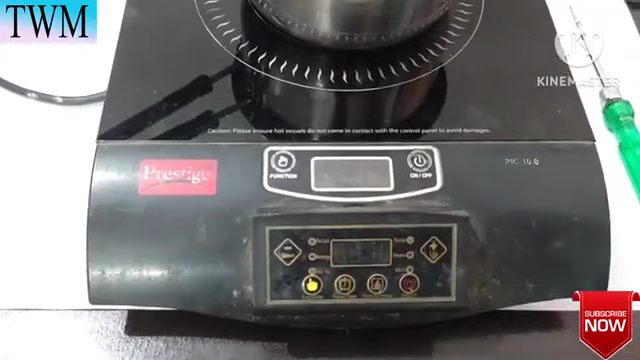 TWM
KINEMASTER
Caution: Please ensure hot vessels do not come in contact with the control panel to avoid damages.
Prestige
FUNCTION
ON / OFF
PIC 10.0
SUBSCRIBE
NOW